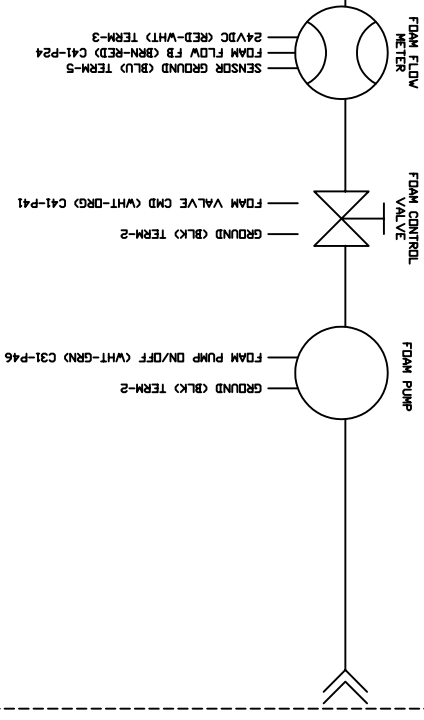 FOAM FLOW
METER
24VDC (RED-WHT) TERM-3
FOAM FLOW FB (BRN-RED) C41-P24
SENSOR GROUND (BLU) TERM-5
FOAM CONTROL
VALVE
FOAM VALVE CMD (WHT-ORG) C41-P41
GROUND (BLK) TERM-2
FOAM PUMP
FOAM PUMP ON/OFF (WHT-GRN) C31-P46
GROUND (BLK) TERM-2